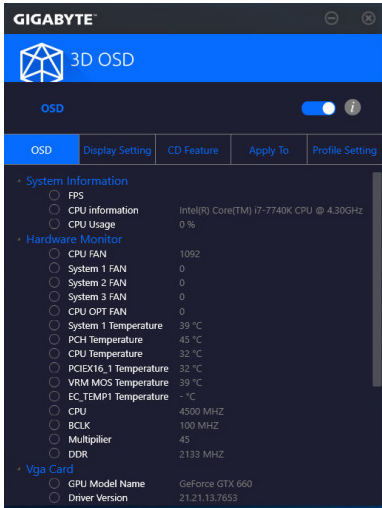 GIGABYTE™
3D OSD
OSD
i
OSD Display Setting CD Feature Apply To Profile Setting
System Information
FPS
CPU information Intel(R) Core(TM) i7-7740K CPU @ 4.30GHz
CPU Usage 0 %
Hardware Monitor
CPU FAN 1092
System 1 FAN 0
System 2 FAN 0
System 3 FAN 0
CPU OPT FAN 0
System 1 Temperature 39 °C
PCH Temperature 45 °C
CPU Temperature 32 °C
PCIEX16_1 Temperature 32 °C
VRM MOS Temperature 39 °C
EC_TEMP1 Temperature - °C
CPU 4500 MHZ
BCLK 100 MHZ
Multiplier 45
DDR 2133 MHZ
Vga Card
GPU Model Name GeForce GTX 660
Driver Version 21.21.13.7653